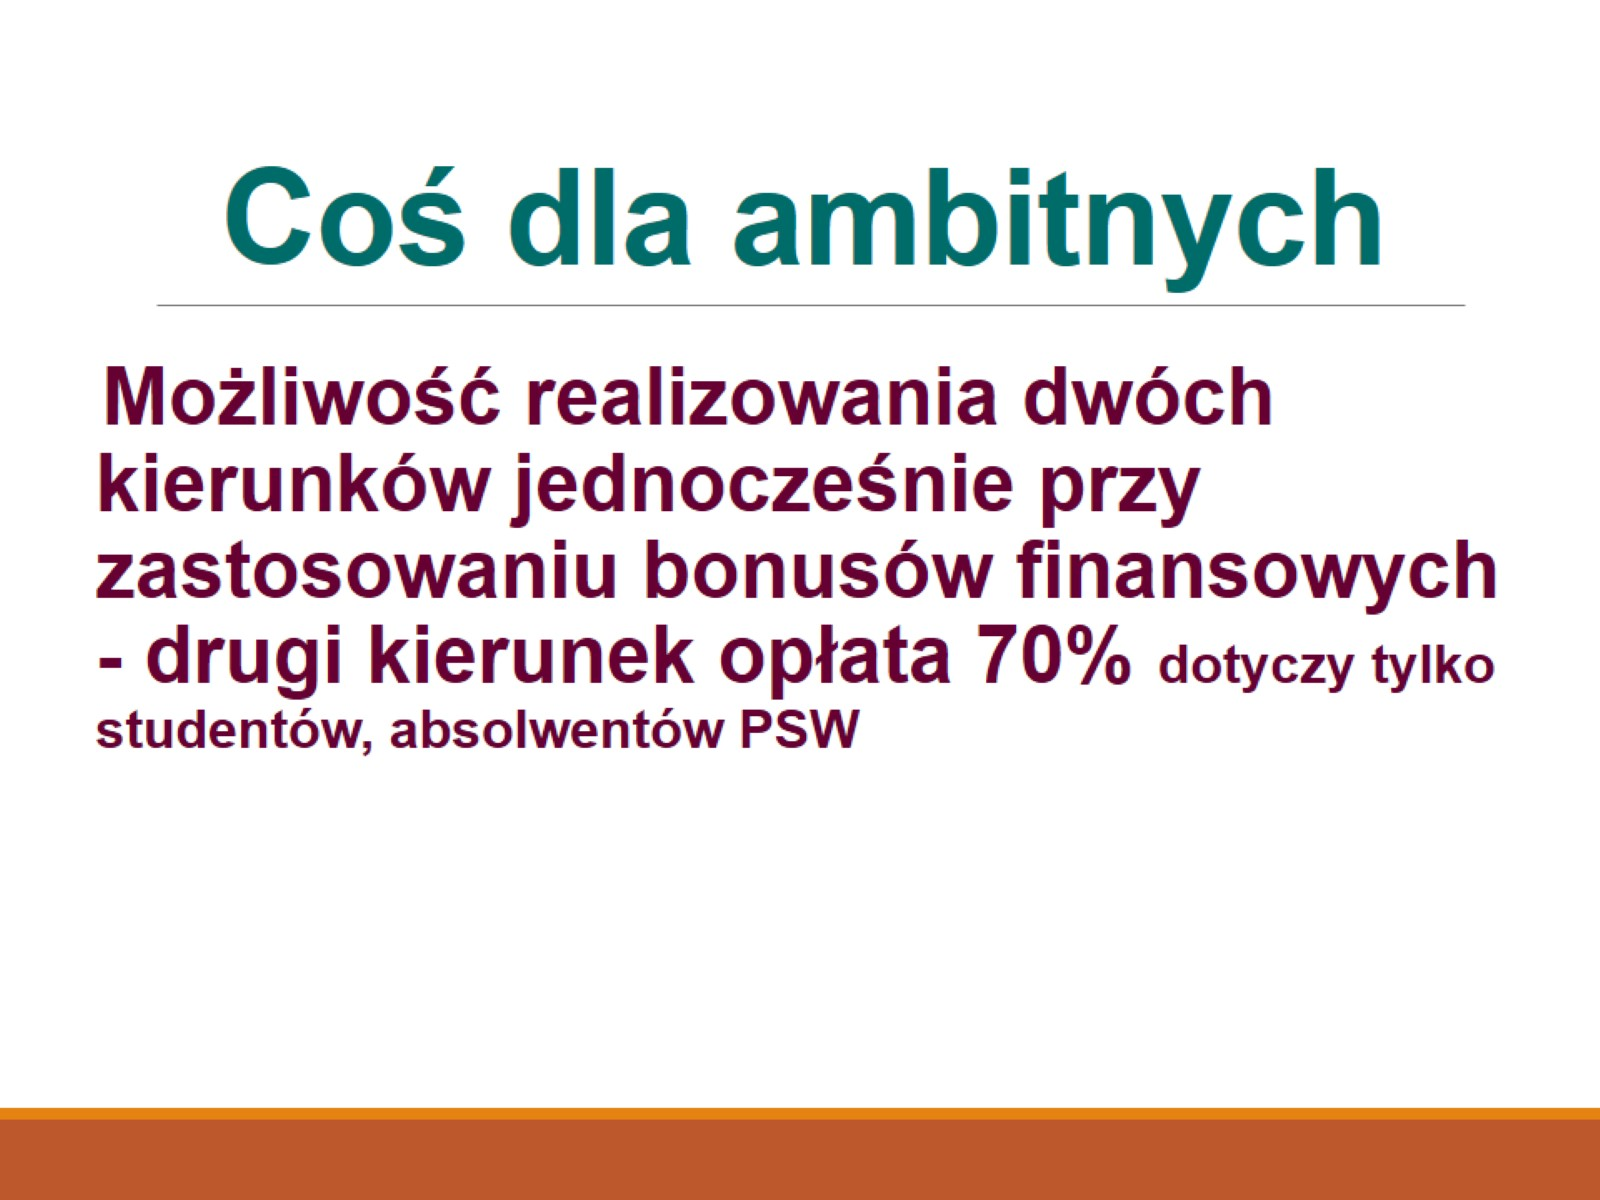 Coś dla ambitnych
Możliwość realizowania dwóch
kierunków jednocześnie przy
zastosowaniu bonusów finansowych
- drugi kierunek opłata 70% dotyczy tylko
studentów, absolwentów PSW